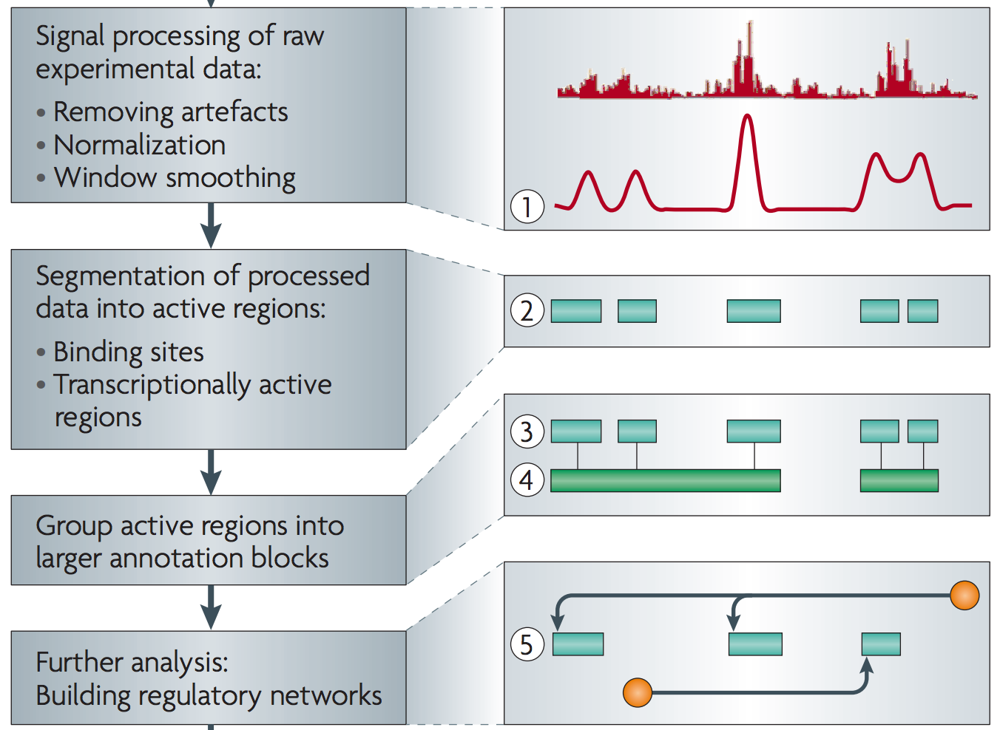 Signal processing of raw
experimental data:
• Removing artefacts
• Normalization
• Window smoothing
1
Segmentation of processed
data into active regions:
• Binding sites
• Transcriptionally active
regions
2
3
4
Group active regions into
larger annotation blocks
5
Further analysis:
Building regulatory networks